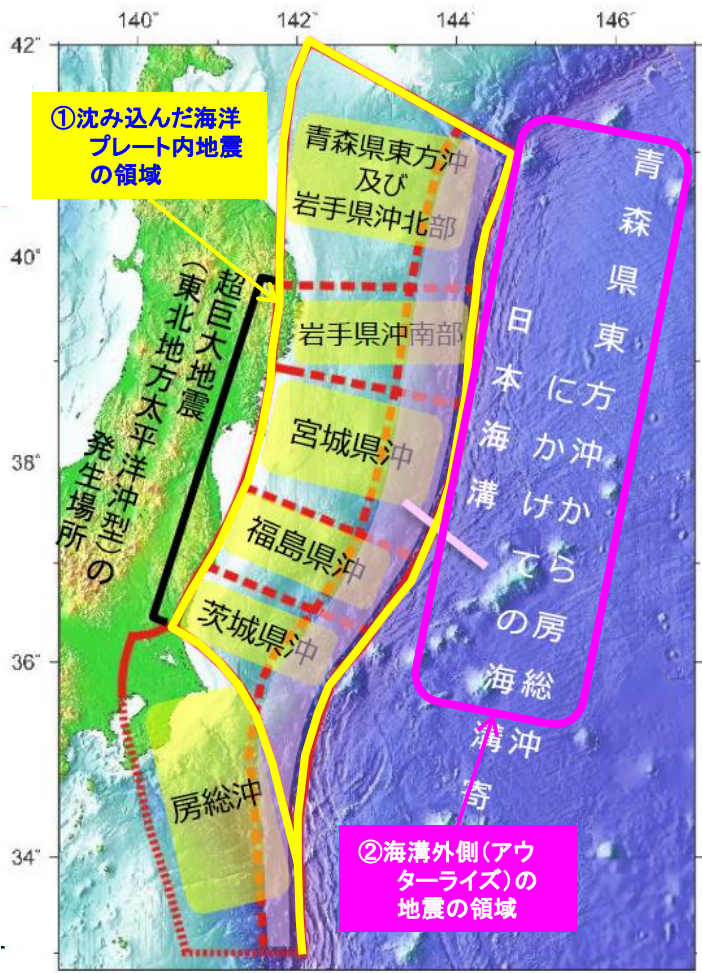 140°
142°
144°
146°
42°
40°
38°
36°
34°
①沈み込んだ海洋
プレート内地震
の領域
青森県東方沖
及び
岩手県沖北部
岩手県沖南部
宮城県沖
福島県沖
茨城県沖
房総沖
超巨大地震
(東北地方太平洋沖型)の
発生場所
日本海溝
青森県東方沖から房総沖
にかけての海溝寄
②海溝外側(アウ
ターライズ)の
地震の領域